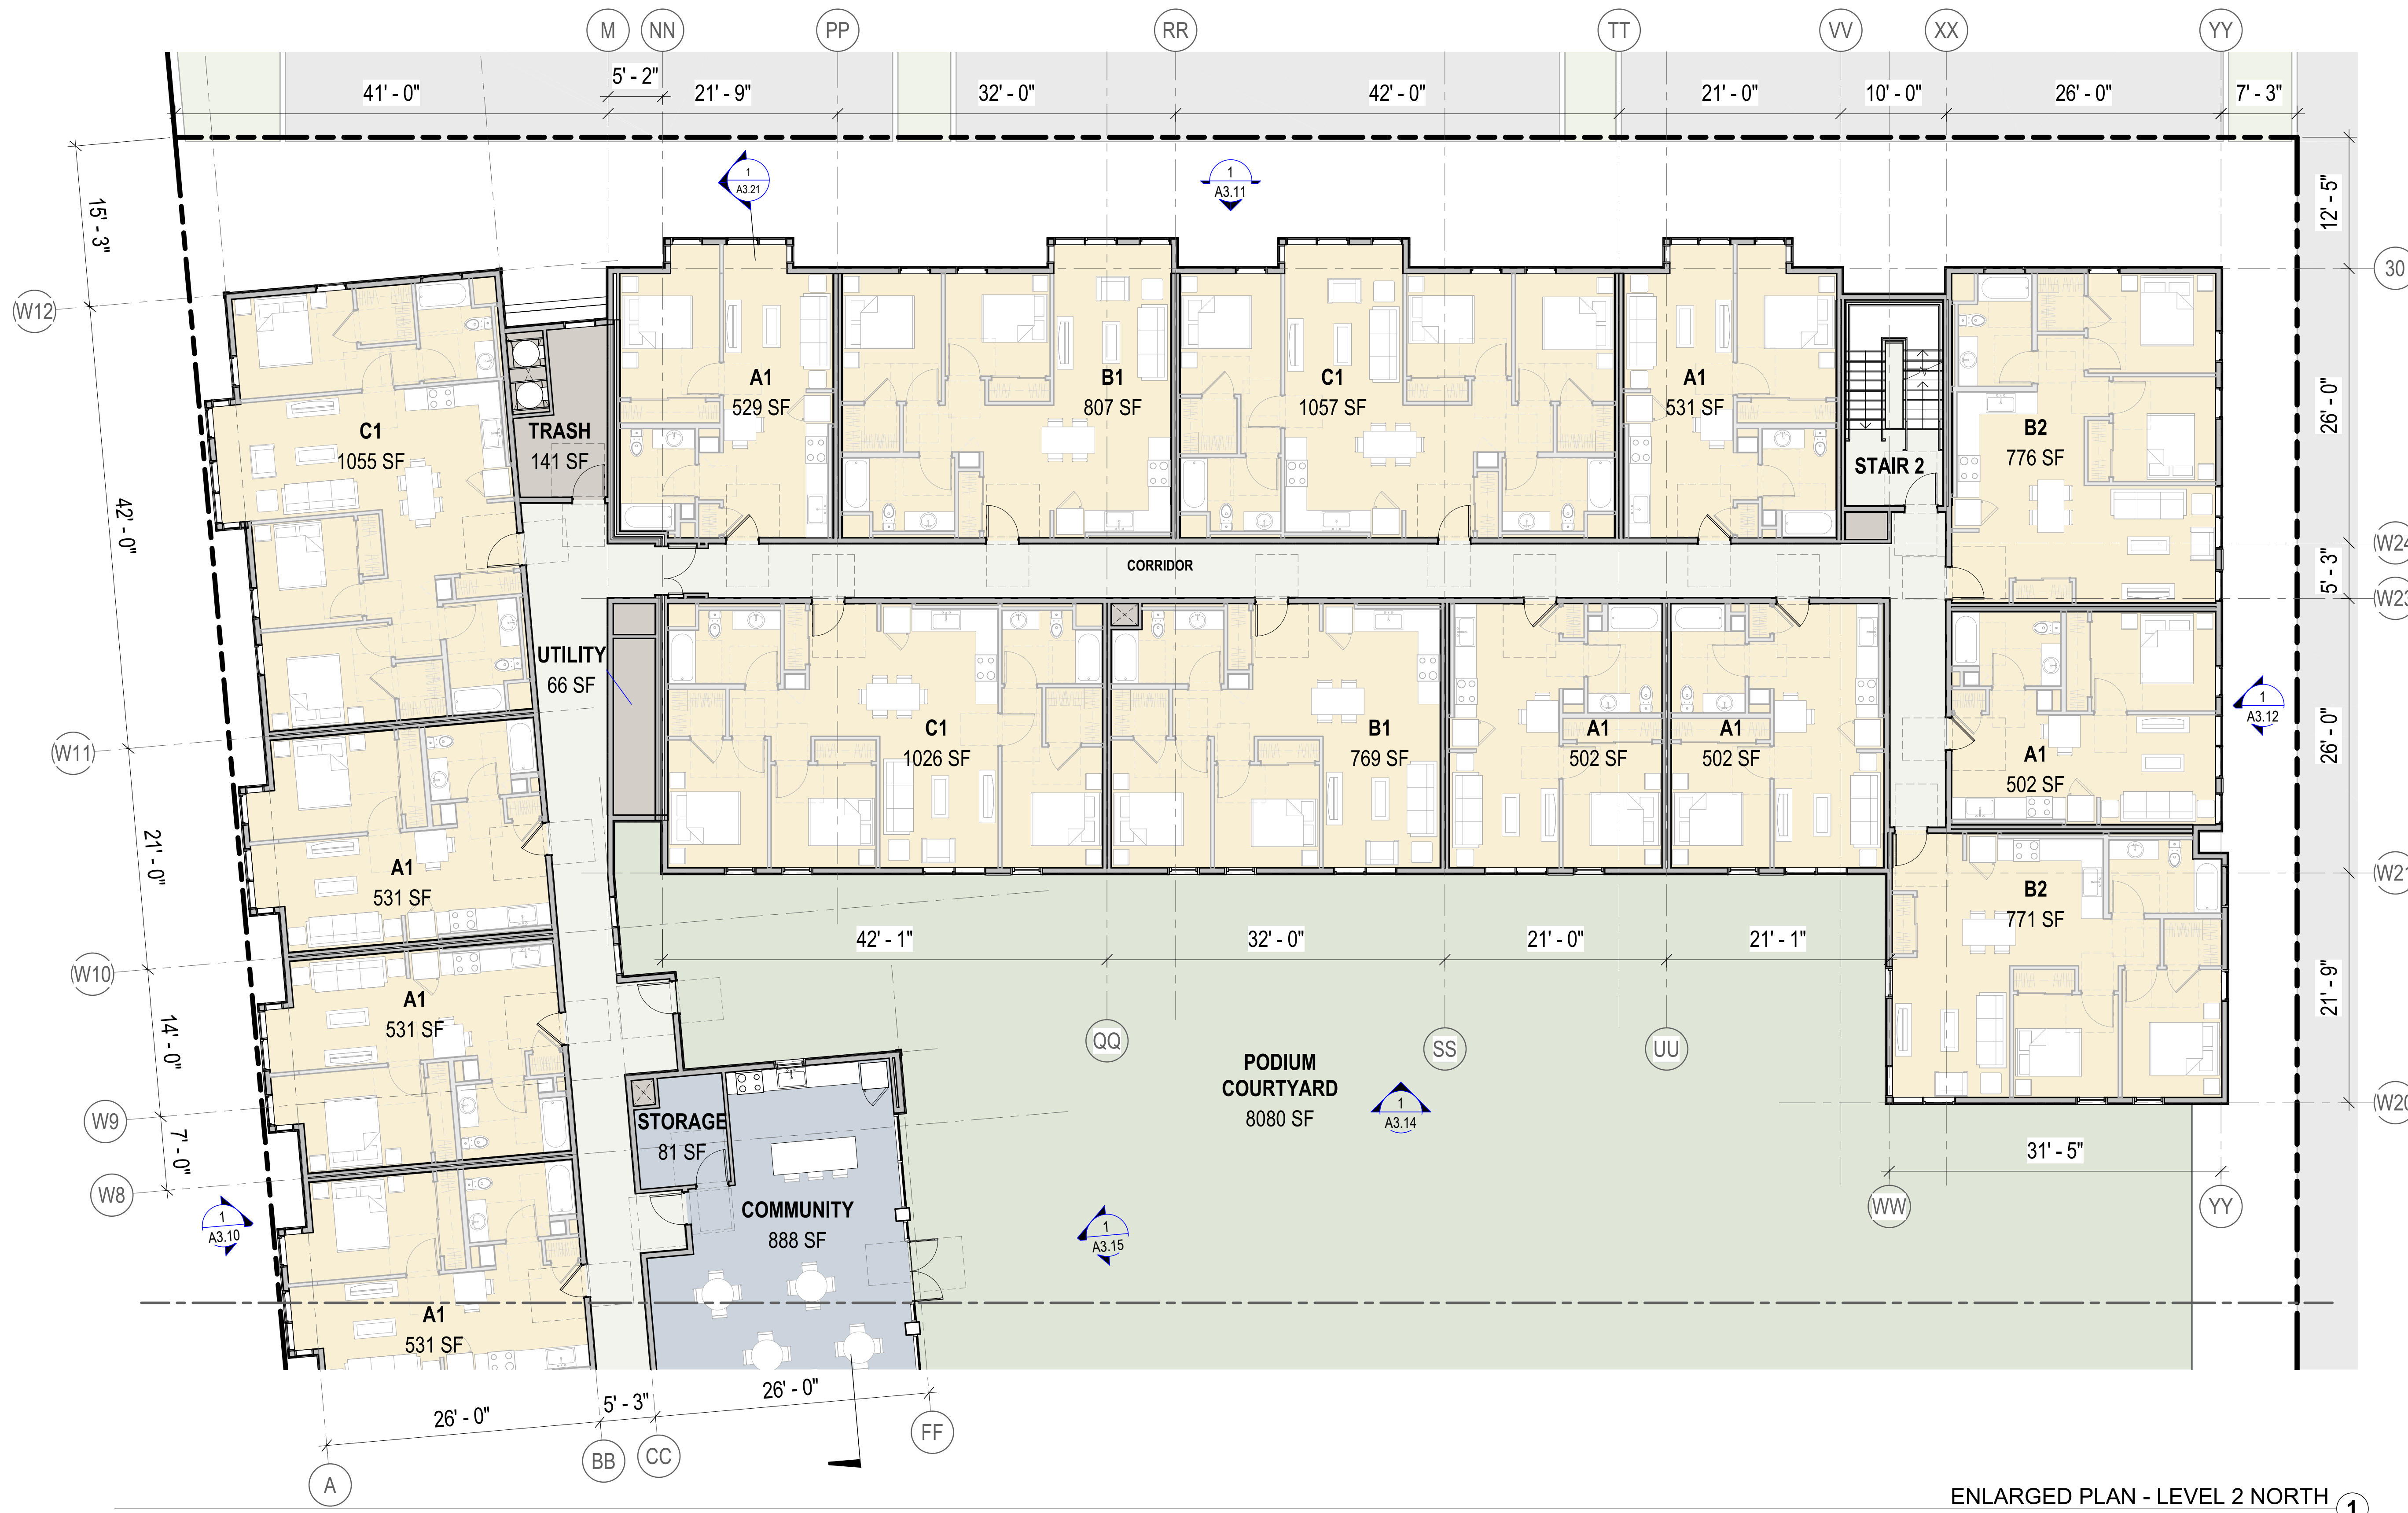 M
NN
PP
RR
TT
VV
XX
YY
5' - 2"
41' - 0"
21' - 9"
32' - 0"
42' - 0"
21' - 0"
10' - 0"
26' - 0"
7' - 3"
1
A3.21
1
A3.11
12' - 5"
15' - 3"
30
W12
A1
529 SF
B1
807 SF
C1
1057 SF
A1
531 SF
26' - 0"
C1
1055 SF
TRASH
141 SF
STAIR 2
B2
776 SF
42' - 0"
W24
CORRIDOR
5' - 3"
W23
UTILITY
66 SF
C1
1026 SF
B1
769 SF
A1
502 SF
A1
502 SF
A1
502 SF
1
A3.12
26' - 0"
W11
21' - 0"
A1
531 SF
W21
B2
771 SF
42' - 1"
32' - 0"
21' - 0"
21' - 1"
W10
A1
531 SF
21' - 9"
14' - 0"
QQ
SS
UU
PODIUM
COURTYARD
8080 SF
1
A3.14
W9
STORAGE
81 SF
W20
7' - 0"
31' - 5"
W8
WW
YY
COMMUNITY
888 SF
1
A3.10
1
A3.15
A1
531 SF
26' - 0"
5' - 3"
26' - 0"
A
BB
CC
FF
ENLARGED PLAN - LEVEL 2 NORTH
1